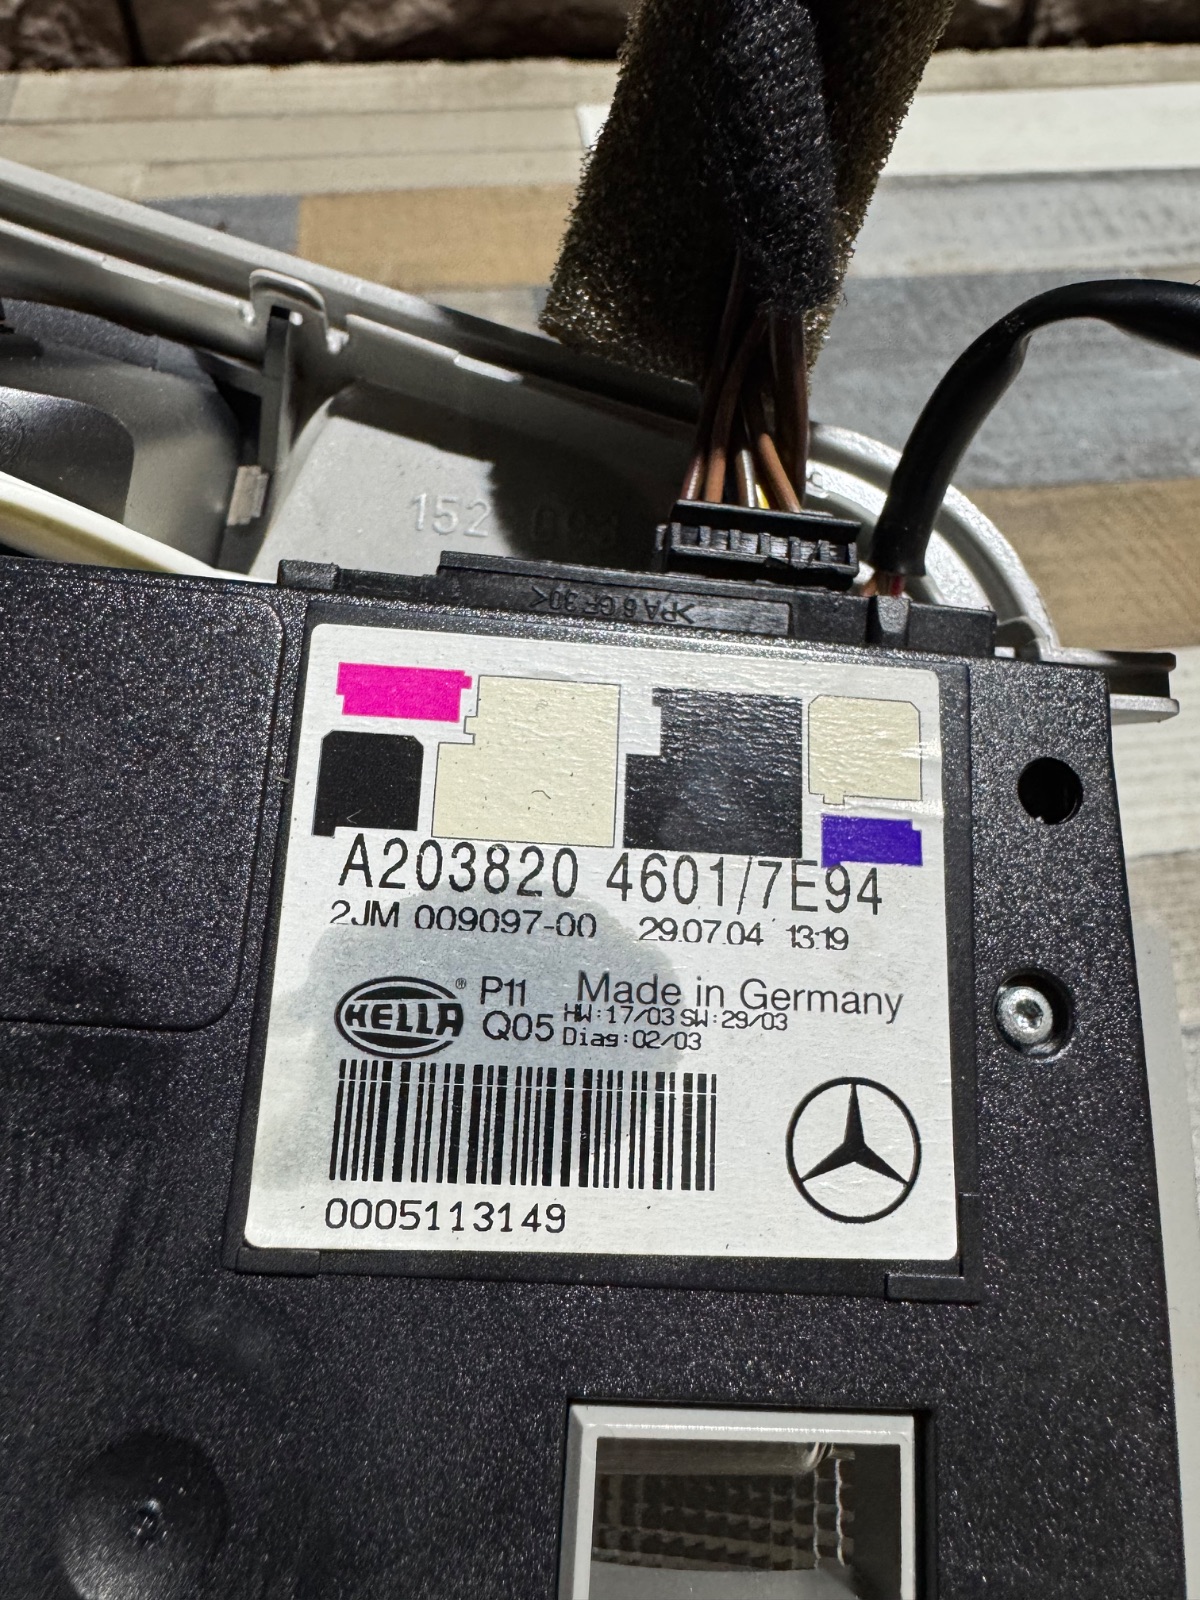 152
>PA 6 GF 30<
A203820 4601/7E94
2JM 009097-00 29.07.04 13:19
HELLA® P11 Made in Germany
Q05 HW:17/03 SW:29/03
Diag:02/03
0005113149